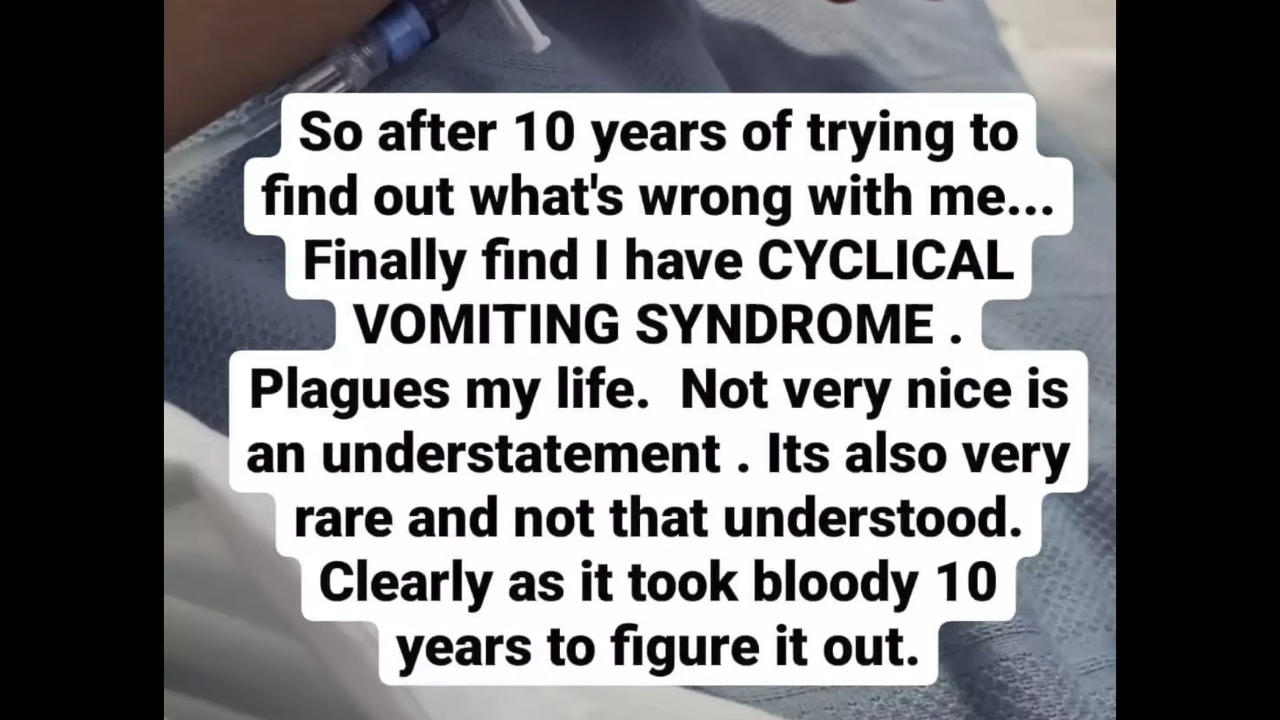 So after 10 years of trying to
find out what's wrong with me...
Finally find I have CYCLICAL
VOMITING SYNDROME .
Plagues my life.  Not very nice is
an understatement . Its also very
rare and not that understood.
Clearly as it took bloody 10
years to figure it out.